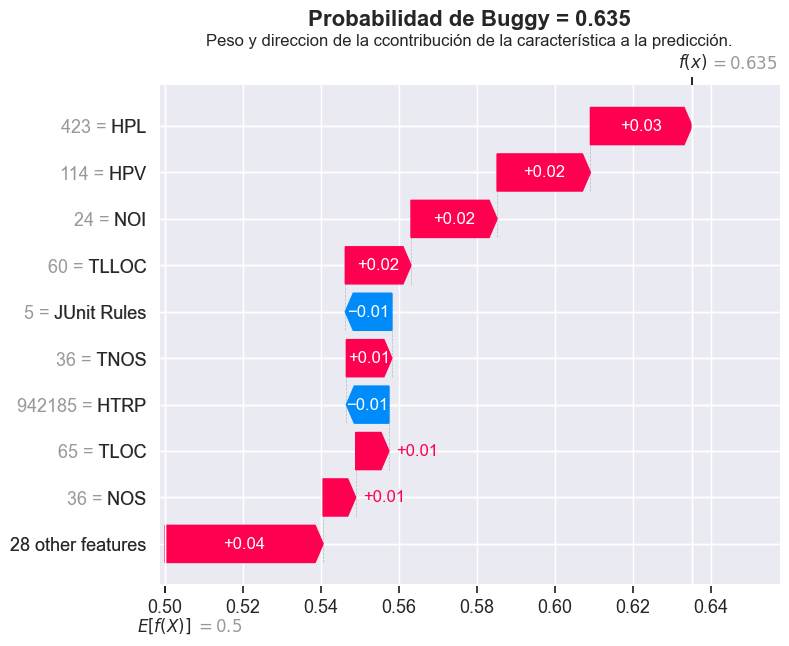 Probabilidad de Buggy = 0.635
Peso y direccion de la ccontribución de la característica a la predicción.
f(x) = 0.635
423 = HPL
+0.03
114 = HPV
+0.02
24 = NOI
+0.02
60 = TLLOC
+0.02
5 = JUnit Rules
−0.01
36 = TNOS
+0.01
942185 = HTRP
−0.01
65 = TLOC
+0.01
36 = NOS
+0.01
28 other features
+0.04
0.50 0.52 0.54 0.56 0.58 0.60 0.62 0.64
E[f(X)] = 0.5